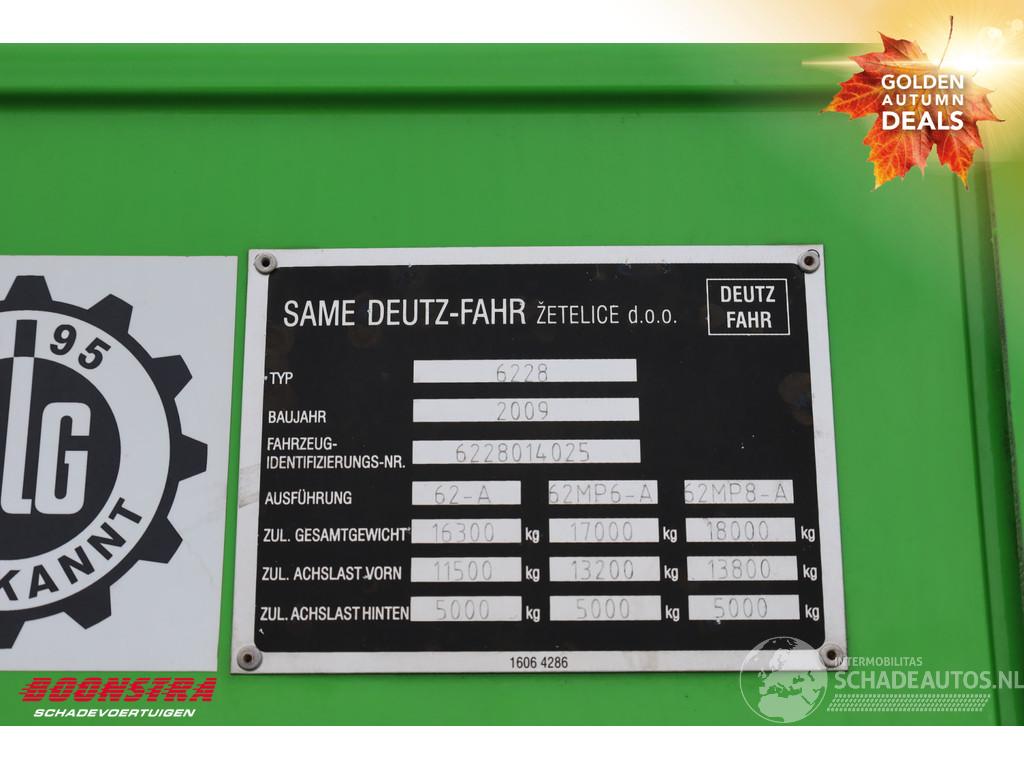 GOLDEN
AUTUMN
DEALS
SAME DEUTZ-FAHR ŽETELICE d.o.o.
DEUTZ
FAHR
TYP 6228
BAUJAHR 2009
FAHRZEUG-
IDENTIFIZIERUNGS-NR. 6228014025
AUSFÜHRUNG 62-A 62MP6-A 62MP8-A
ZUL. GESAMTGEWICHT 16300 kg 17000 kg 18000 kg
ZUL. ACHSLAST VORN 11500 kg 13200 kg 13800 kg
ZUL. ACHSLAST HINTEN 5000 kg 5000 kg 5000 kg
1606 4286
95
LG
KANNT
BOONSTRA
SCHADEVOERTUIGEN
INTERMOBILITAS
SCHADEAUTOS.NL